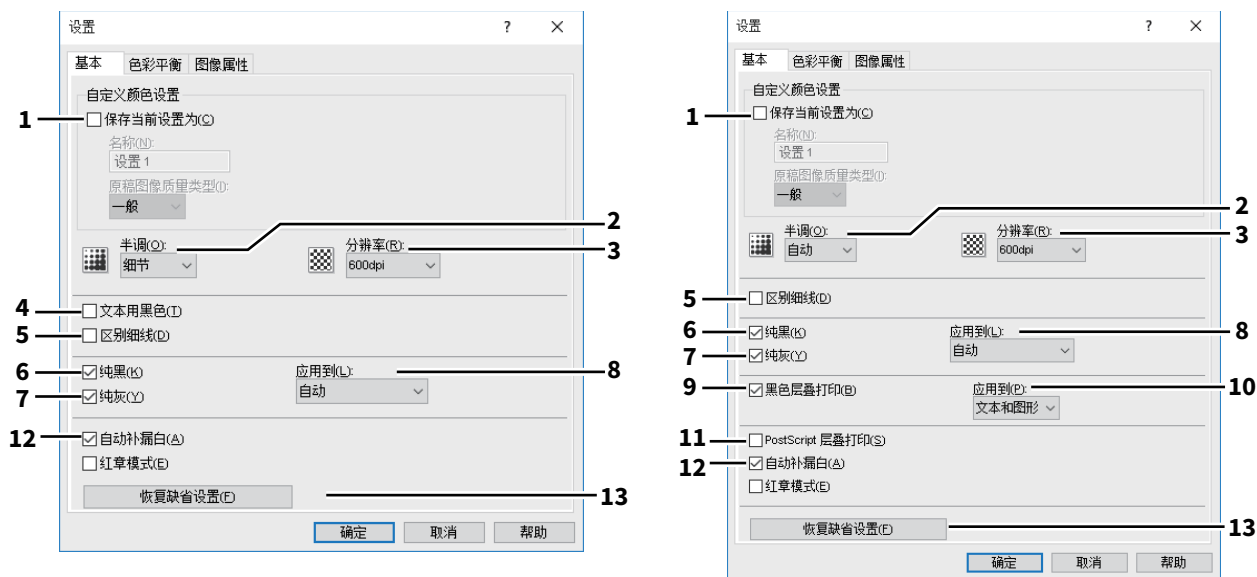 设置 ? ×
基本 色彩平衡 图像属性
自定义颜色设置
1 保存当前设置为(C)
名称(N):
设置 1
原稿图像质量类型(I):
一般
2
半调(O): 分辨率(R): 3
细节 600dpi
4 文本用黑色(T)
5 区别细线(D)
6 纯黑(K) 应用到(L): 8
7 纯灰(Y) 自动
12 自动补漏白(A)
红章模式(E)
恢复缺省设置(F) 13
确定 取消 帮助
设置 ? ×
基本 色彩平衡 图像属性
自定义颜色设置
1 保存当前设置为(C)
名称(N):
设置 1
原稿图像质量类型(I):
一般
2
半调(O): 分辨率(R): 3
自动 600dpi
5 区别细线(D)
6 纯黑(K) 应用到(L): 8
7 纯灰(Y) 自动
9 黑色层叠打印(B) 应用到(P): 10
文本和图形
11 PostScript 层叠打印(S)
12 自动补漏白(A)
红章模式(E)
恢复缺省设置(F) 13
确定 取消 帮助